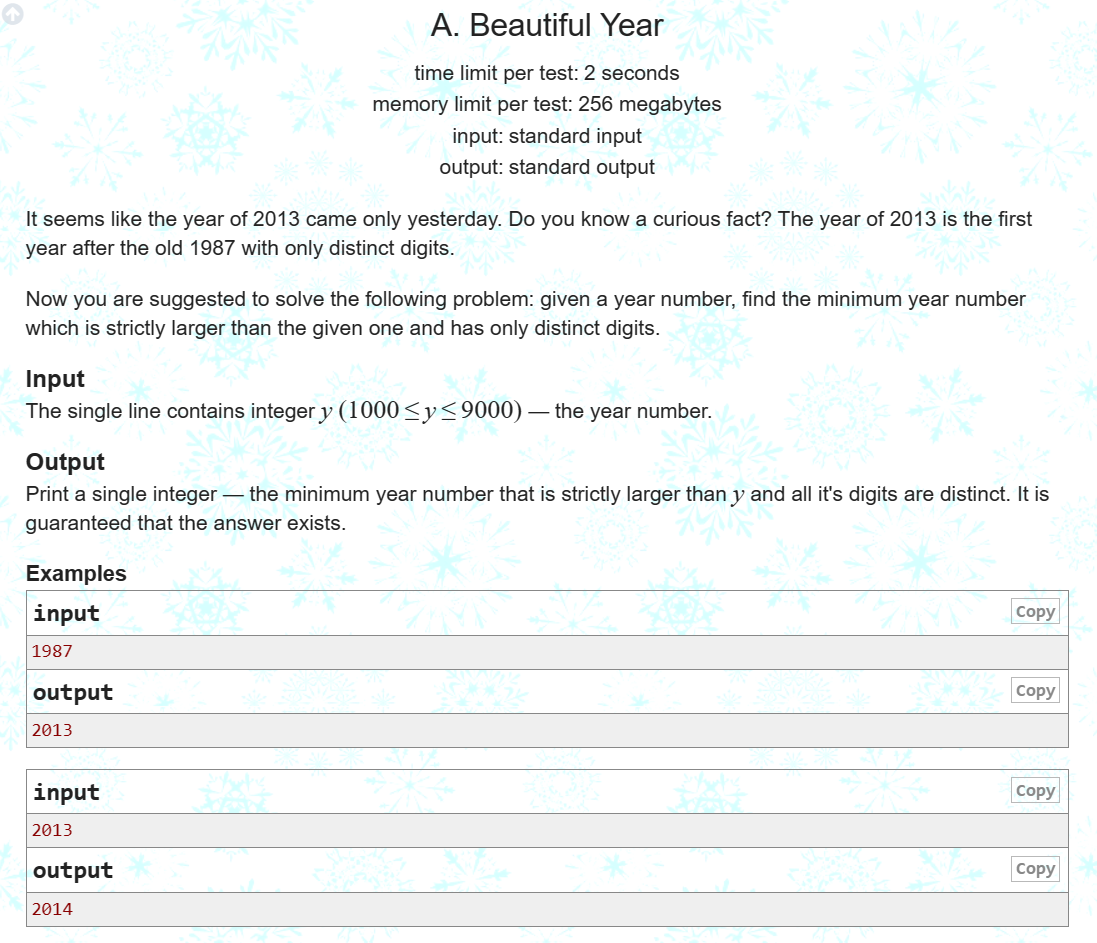 A. Beautiful Year
time limit per test: 2 seconds
memory limit per test: 256 megabytes
input: standard input
output: standard output
It seems like the year of 2013 came only yesterday. Do you know a curious fact? The year of 2013 is the first
year after the old 1987 with only distinct digits.
Now you are suggested to solve the following problem: given a year number, find the minimum year number
which is strictly larger than the given one and has only distinct digits.
Input
The single line contains integer y (1000 ≤ y ≤ 9000) — the year number.
Output
Print a single integer — the minimum year number that is strictly larger than y and all it's digits are distinct. It is
guaranteed that the answer exists.
Examples
input Copy
1987
output Copy
2013
input Copy
2013
output Copy
2014